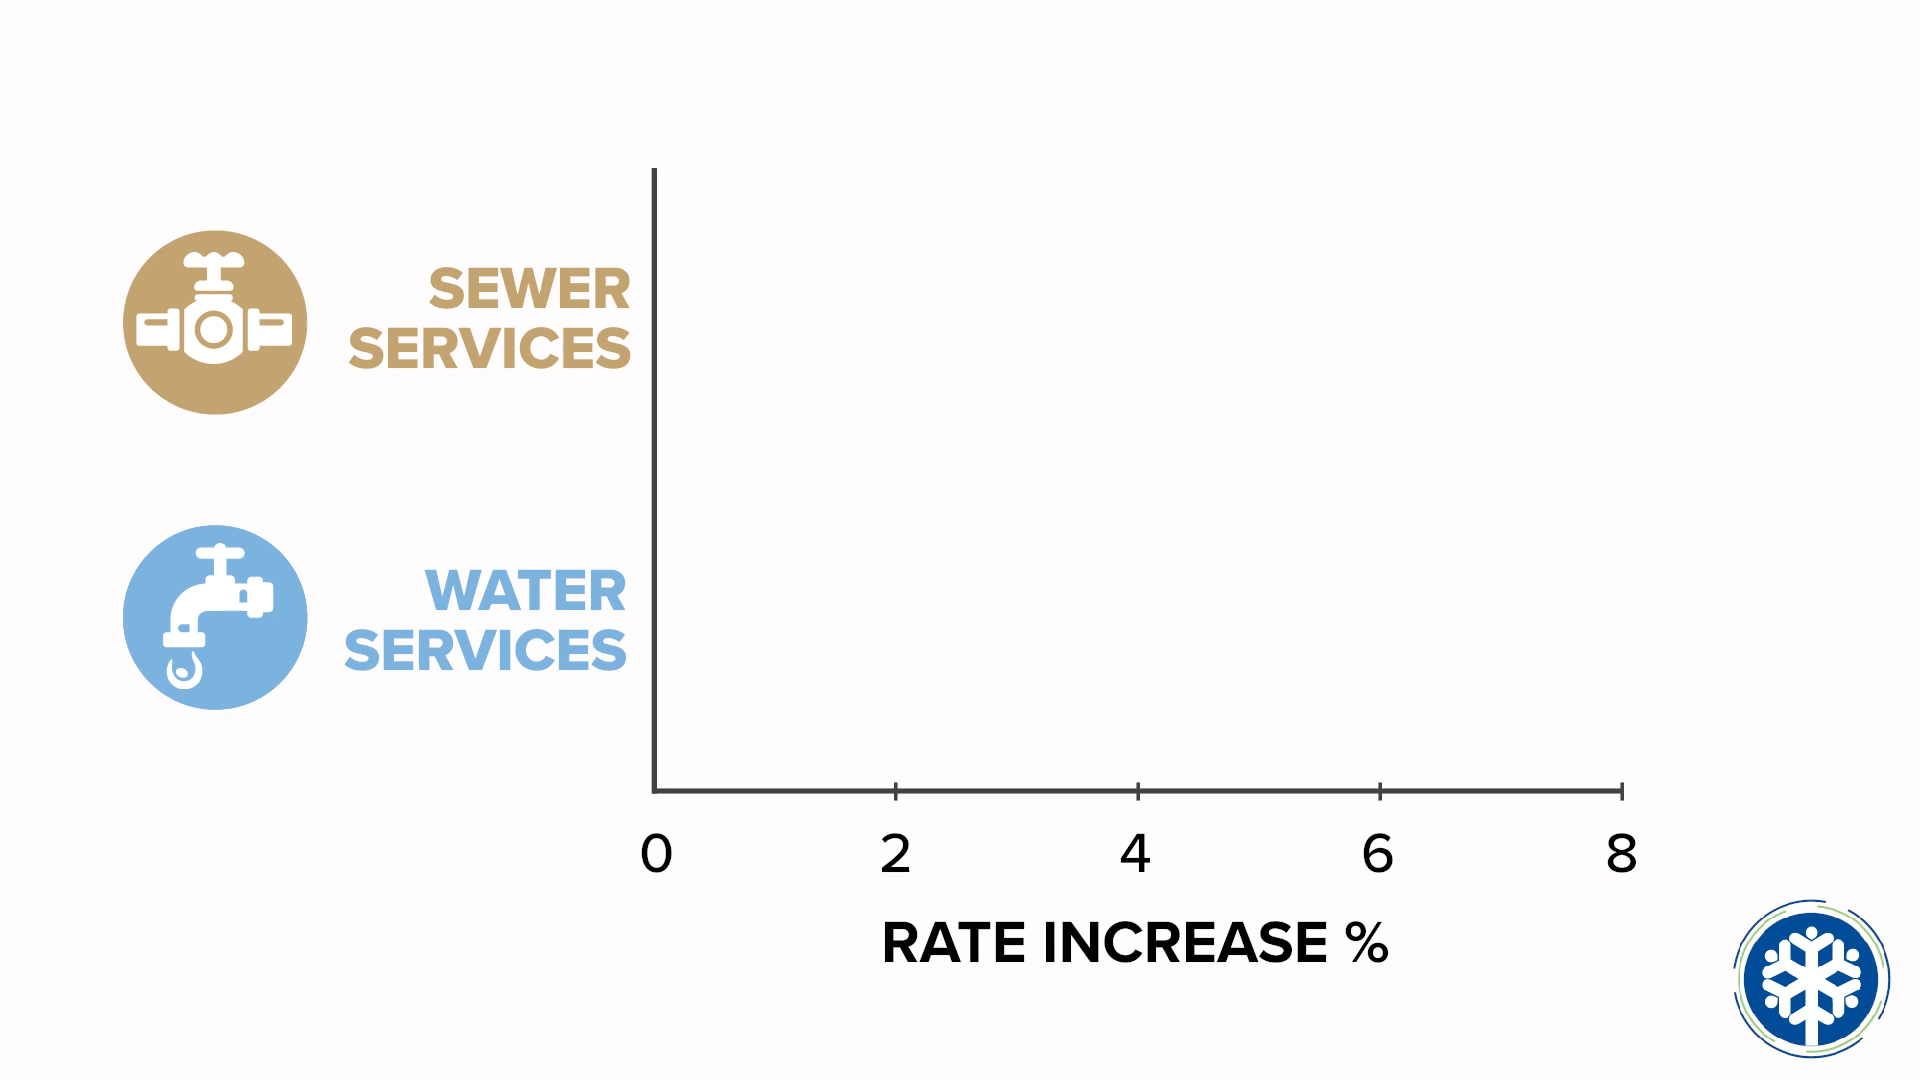 SEWER
SERVICES
WATER
SERVICES
0 2 4 6 8
RATE INCREASE %